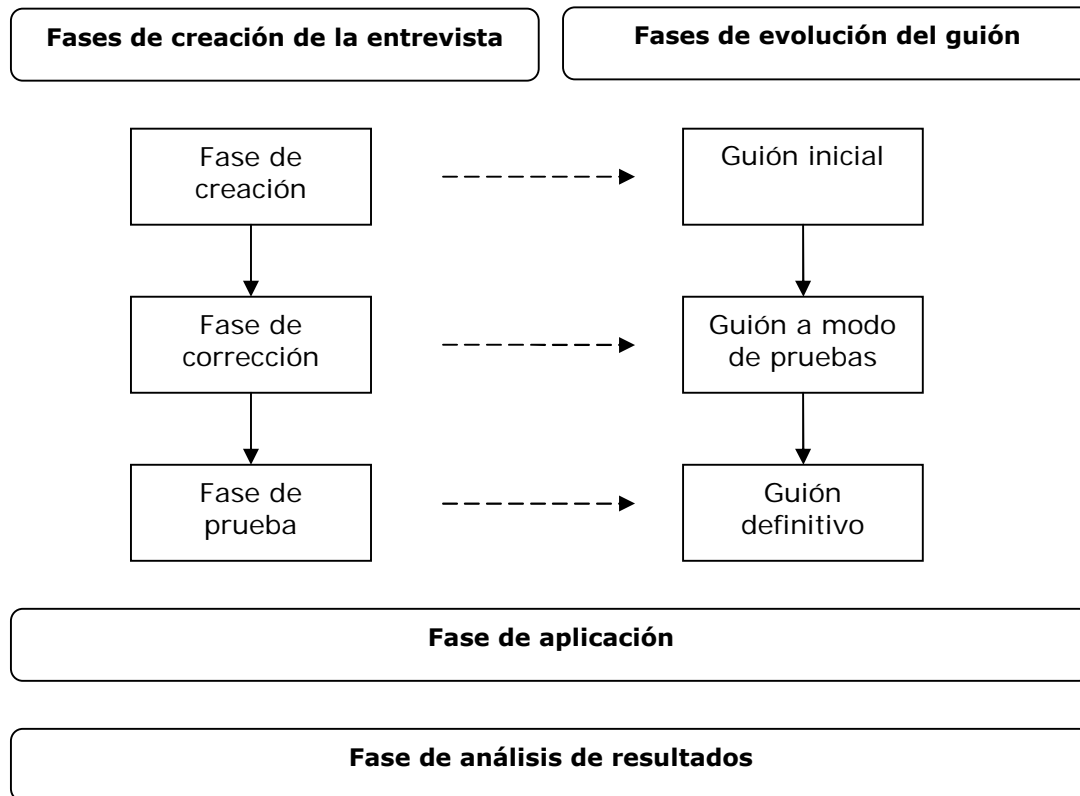 Fases de creación de la entrevista
Fases de evolución del guión
Fase de
creación
Guión inicial
Fase de
corrección
Guión a modo
de pruebas
Fase de
prueba
Guión
definitivo
Fase de aplicación
Fase de análisis de resultados